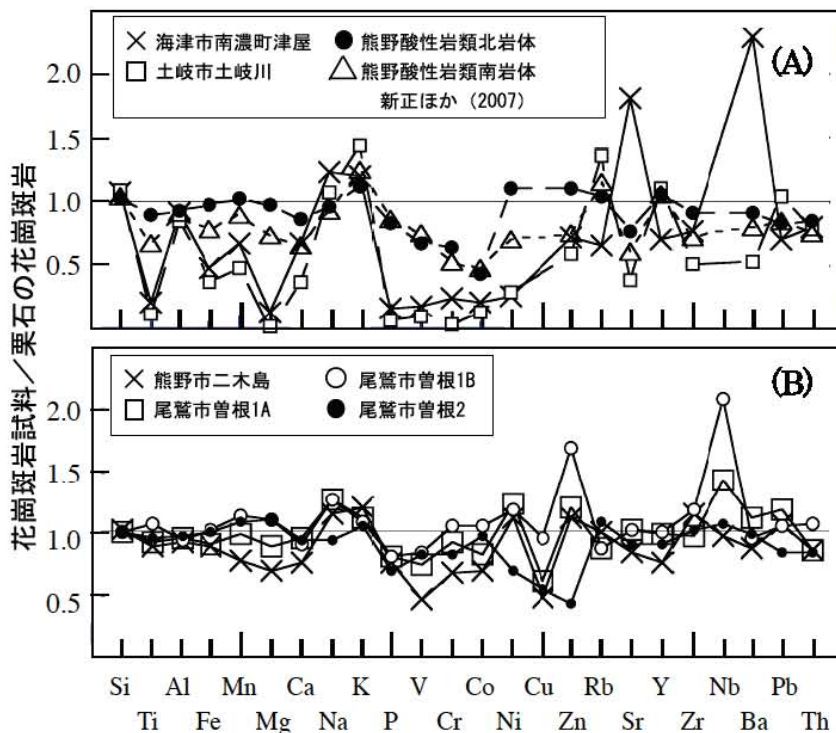 花崗斑岩試料／栗石の花崗斑岩
(A)
海津市南濃町津屋
熊野酸性岩類北岩体
土岐市土岐川
熊野酸性岩類南岩体
新正ほか (2007)
2.0
1.5
1.0
0.5
(B)
熊野市二木島
尾鷲市曽根1B
尾鷲市曽根1A
尾鷲市曽根2
2.0
1.5
1.0
0.5
Si Al Mn Ca K V Co Cu Rb Y Nb Pb
Ti Fe Mg Na P Cr Ni Zn Sr Zr Ba Th